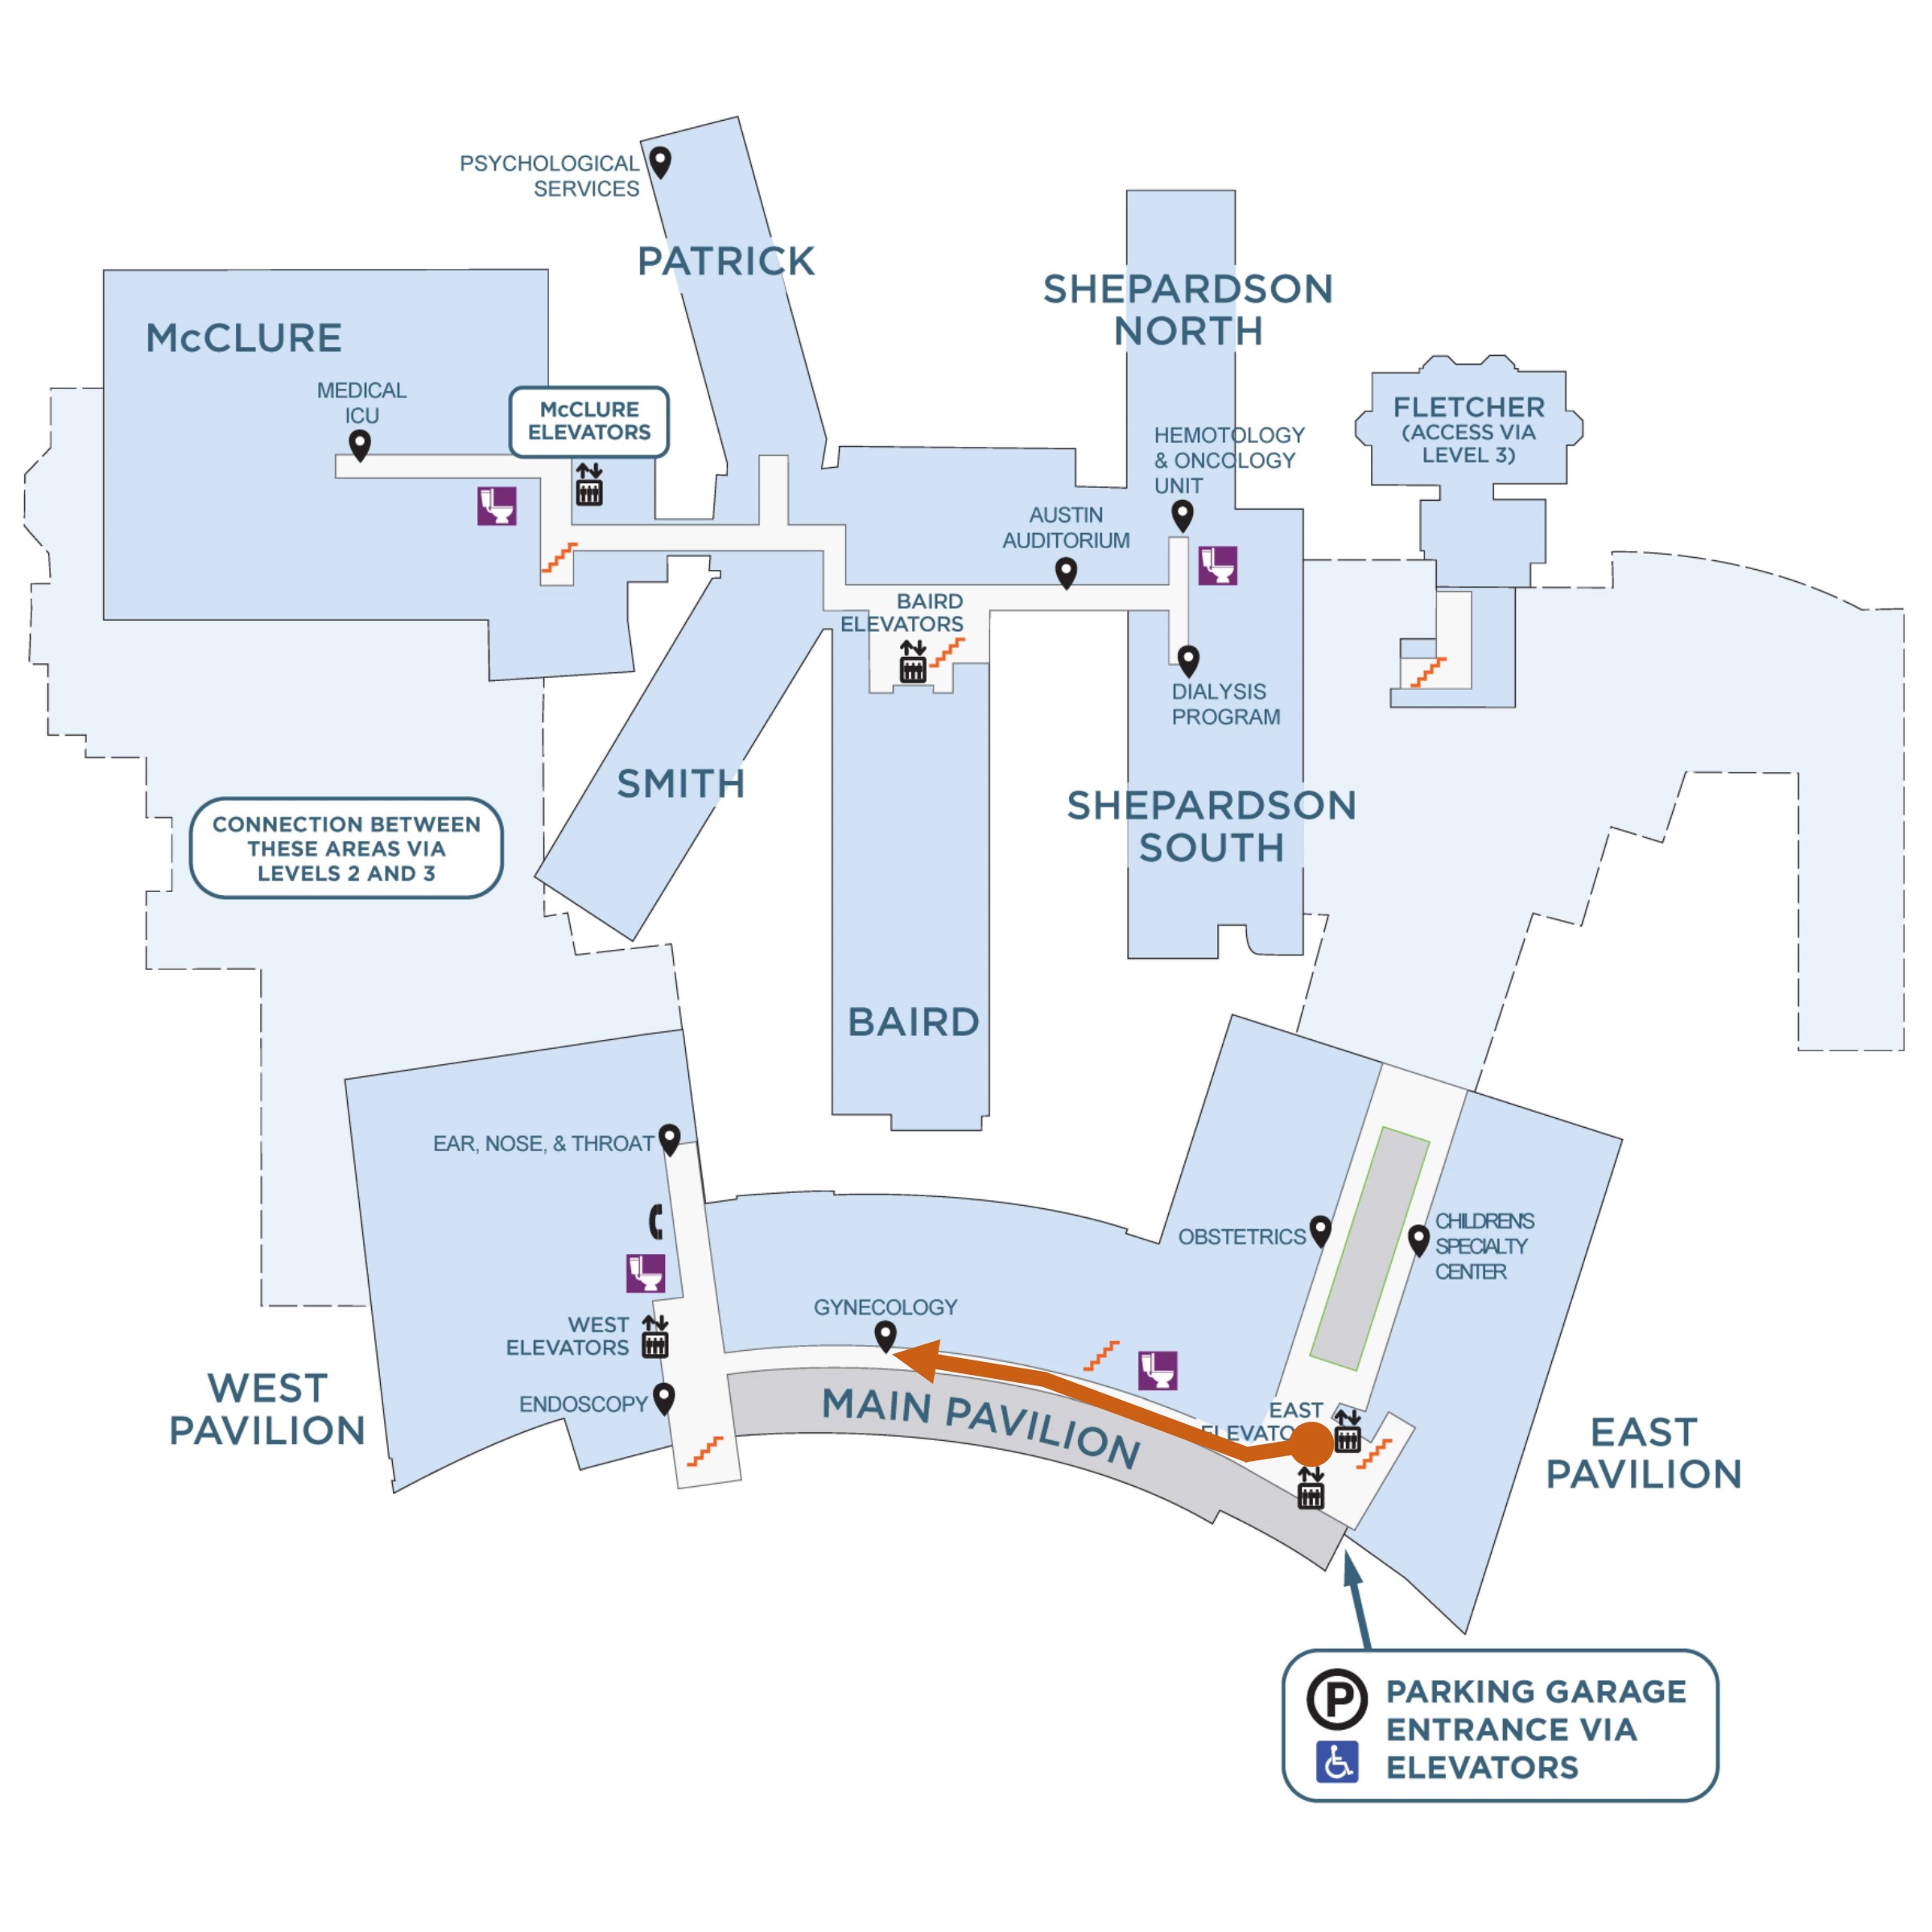 PSYCHOLOGICAL
SERVICES
PATRICK
SHEPARDSON
NORTH
McCLURE
MEDICAL
ICU
McCLURE
ELEVATORS
FLETCHER
(ACCESS VIA
LEVEL 3)
HEMOTOLOGY
& ONCOLOGY
UNIT
AUSTIN
AUDITORIUM
BAIRD
ELEVATORS
DIALYSIS
PROGRAM
SMITH
SHEPARDSON
SOUTH
CONNECTION BETWEEN
THESE AREAS VIA
LEVELS 2 AND 3
BAIRD
EAR, NOSE, & THROAT
OBSTETRICS
CHILDREN'S
SPECIALTY
CENTER
GYNECOLOGY
WEST
ELEVATORS
ENDOSCOPY
WEST
PAVILION
MAIN PAVILION
EAST
ELEVATO
EAST
PAVILION
P
PARKING GARAGE
ENTRANCE VIA
ELEVATORS